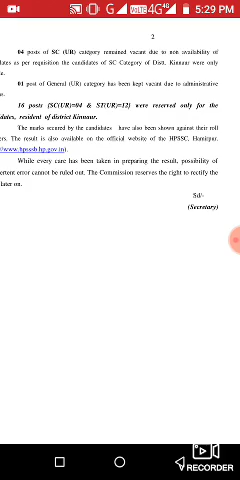 G VoLTE 4G 4G 5:29 PM
2
04 posts of SC (UR) category remained vacant due to non availability of
dates as per requisition the candidates of SC Category of Distt. Kinnaur were only
e.
01 post of General (UR) category has been kept vacant due to administrative
ns.
16 posts [SC(UR)=04 & ST(UR)=12] were reserved only for the
dates, resident of district Kinnaur.
The marks secured by the candidates have also been shown against their roll
ers. The result is also available on the official website of the HPSSC, Hamirpur.
//www.hpsssb.hp.gov.in).
While every care has been taken in preparing the result, possibility of
ertent error cannot be ruled out. The Commission reserves the right to rectify the
later on.
Sd/-
(Secretary)
RECORDER